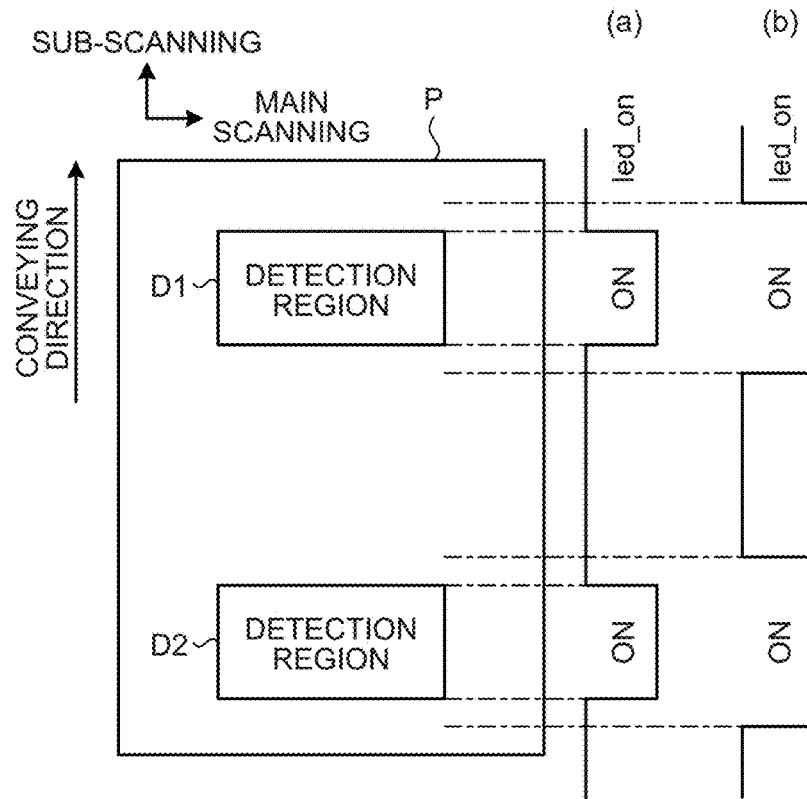 (a)
(b)
SUB-SCANNING
MAIN
SCANNING
P
led_on
led_on
CONVEYING
DIRECTION
D1
DETECTION
REGION
ON
ON
D2
DETECTION
REGION
ON
ON